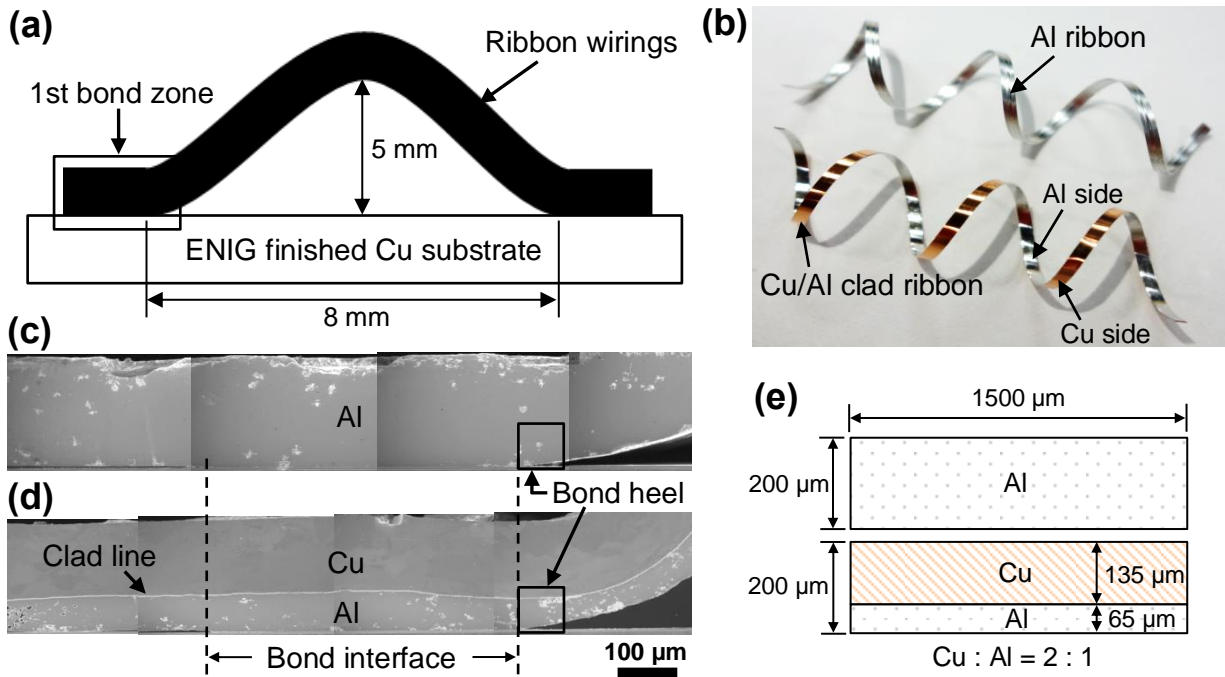 (a)
Ribbon wirings
1st bond zone
5 mm
ENIG finished Cu substrate
8 mm
(b)
Al ribbon
Al side
Cu/Al clad ribbon
Cu side
(c)
Al
Bond heel
(d)
Clad line
Cu
Al
Bond interface
100 µm
(e)
1500 µm
200 µm
Al
200 µm
Cu
135 µm
Al
65 µm
Cu : Al = 2 : 1